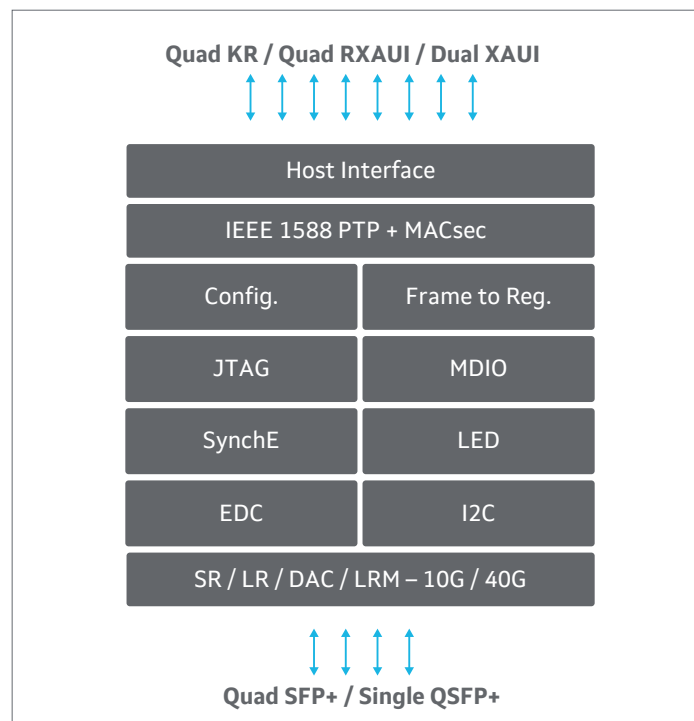 Quad KR / Quad RXAUI / Dual XAUI
Host Interface
IEEE 1588 PTP + MACsec
Config.
Frame to Reg.
JTAG
MDIO
SynchE
LED
EDC
I2C
SR / LR / DAC / LRM – 10G / 40G
Quad SFP+ / Single QSFP+